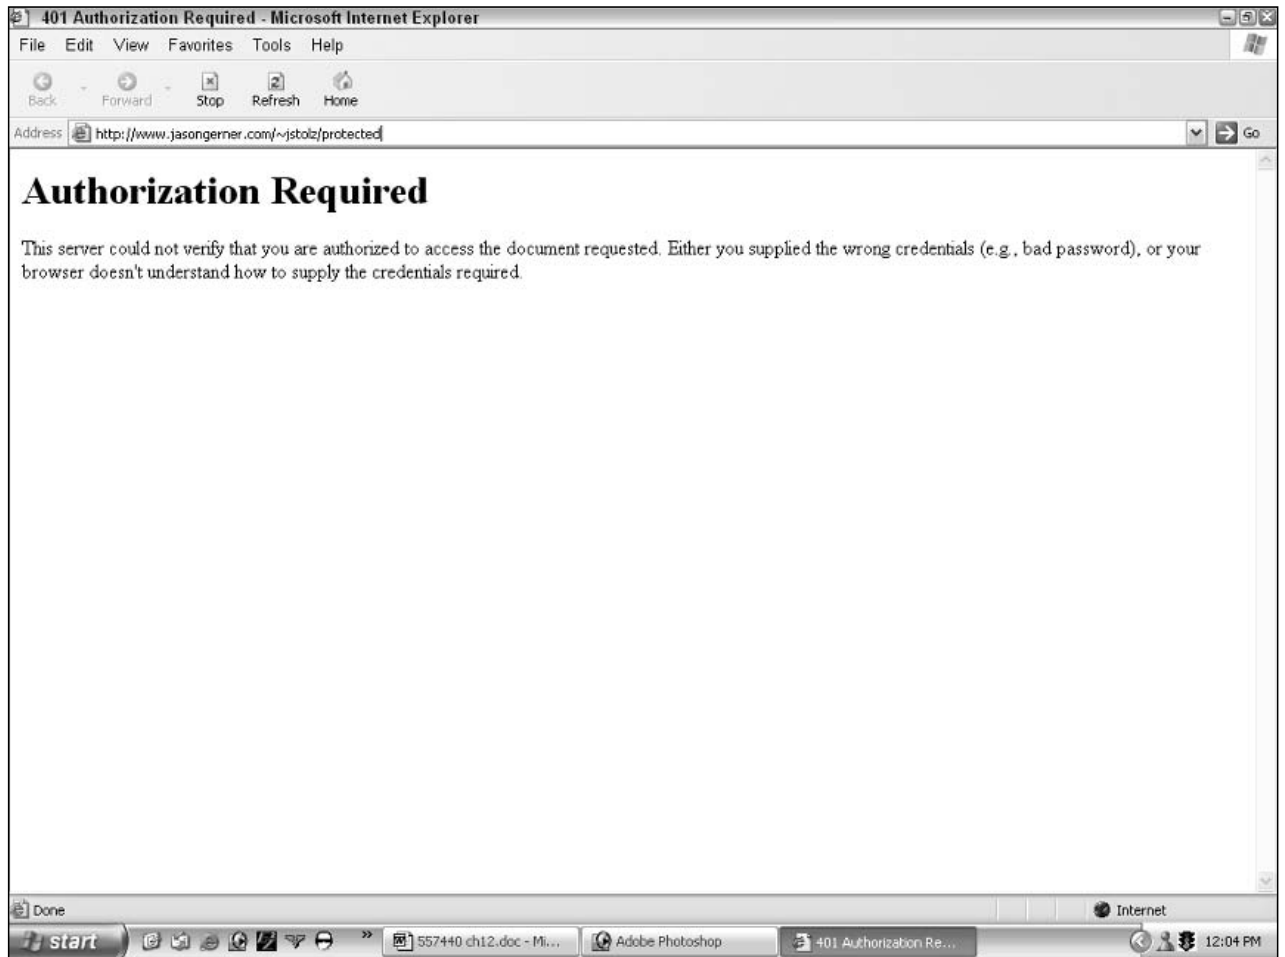 401 Authorization Required - Microsoft Internet Explorer
File Edit View Favorites Tools Help
Back Forward Stop Refresh Home
Address http://www.jasongerner.com/~jstolz/protected Go
Authorization Required
This server could not verify that you are authorized to access the document requested. Either you supplied the wrong credentials (e.g., bad password), or your
browser doesn't understand how to supply the credentials required.
Done Internet
start » 557440 ch12.doc - Mi... Adobe Photoshop 401 Authorization Re... 12:04 PM